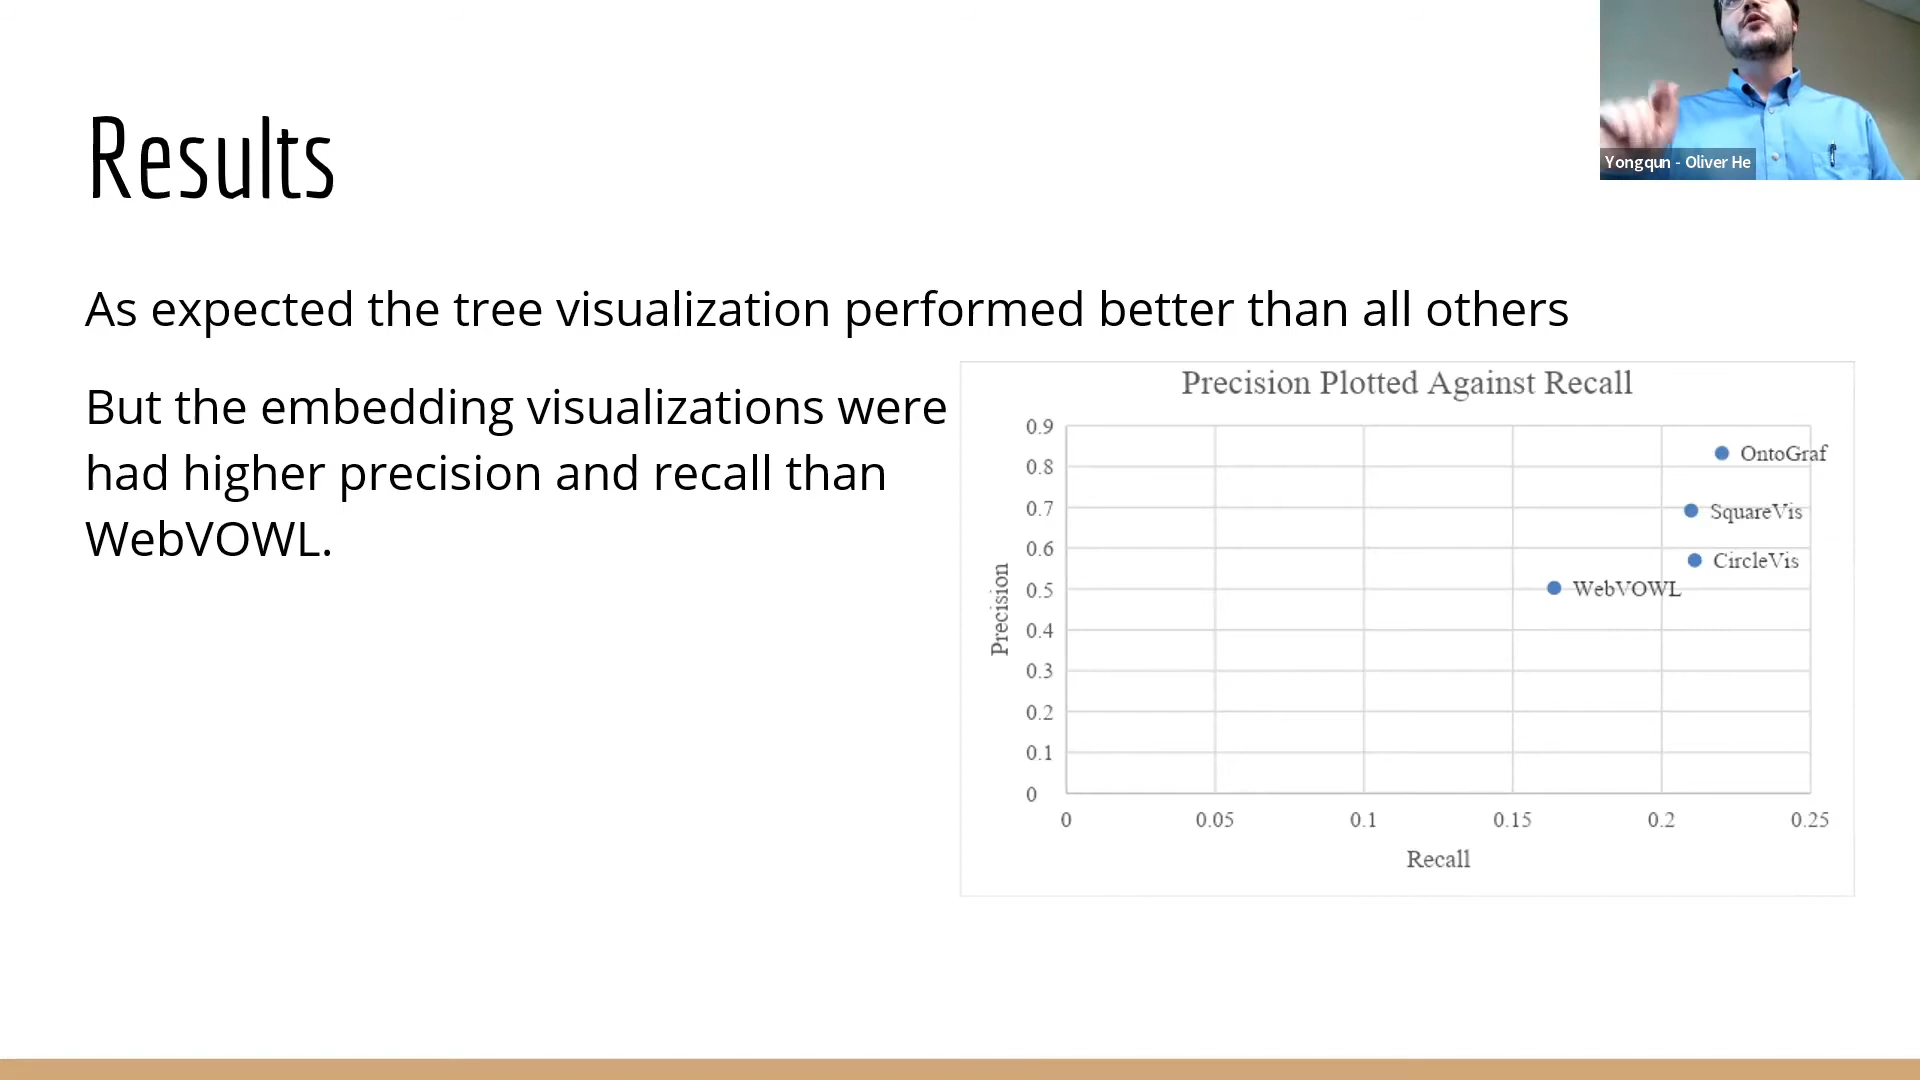 Results
Yongqun - Oliver He
As expected the tree visualization performed better than all others
But the embedding visualizations were
had higher precision and recall than
WebVOWL.
Precision Plotted Against Recall
0.9
0.8
0.7
0.6
0.5
0.4
0.3
0.2
0.1
0
Precision
OntoGraf
SquareVis
CircleVis
WebVOWL
0 0.05 0.1 0.15 0.2 0.25
Recall